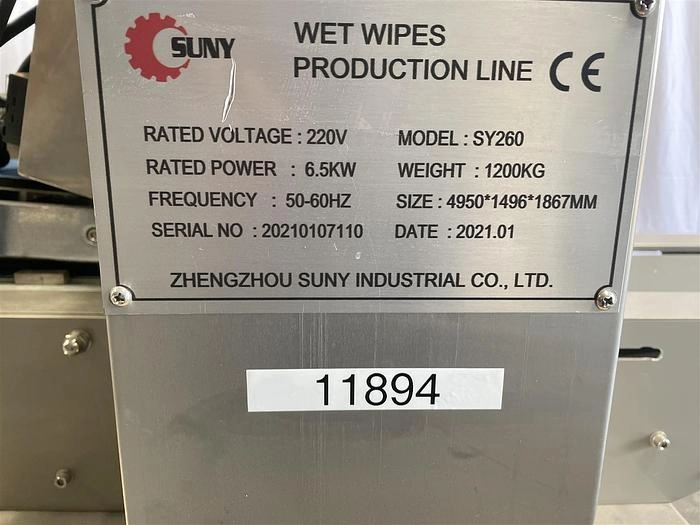 SUNY
WET WIPES
PRODUCTION LINE CE
RATED VOLTAGE : 220V MODEL : SY260
RATED POWER : 6.5KW WEIGHT : 1200KG
FREQUENCY : 50-60HZ SIZE : 4950*1496*1867MM
SERIAL NO : 20210107110 DATE : 2021.01
ZHENGZHOU SUNY INDUSTRIAL CO., LTD.
11894